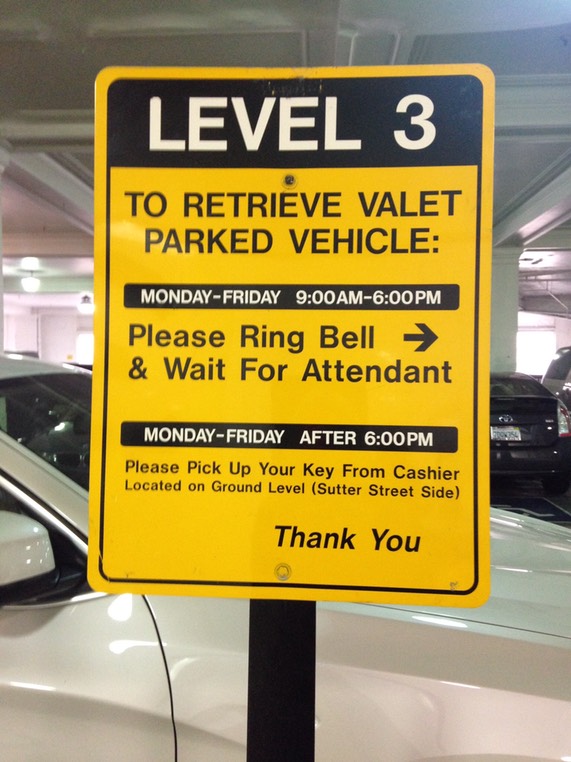 LEVEL 3
TO RETRIEVE VALET
PARKED VEHICLE:
MONDAY-FRIDAY 9:00AM-6:00PM
Please Ring Bell →
& Wait For Attendant
MONDAY-FRIDAY AFTER 6:00PM
Please Pick Up Your Key From Cashier
Located on Ground Level (Sutter Street Side)
Thank You